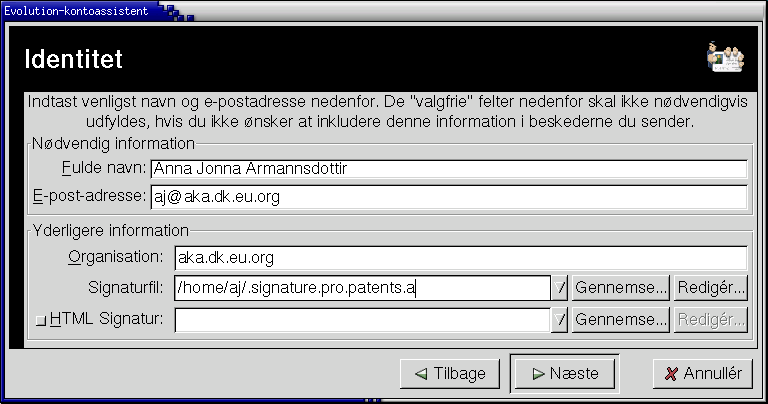 Evolution-kontoassistent
Identitet
Indtast venligst navn og e-postadresse nedenfor. De "valgfrie" felter nedenfor skal ikke nødvendigvis
udfyldes, hvis du ikke ønsker at inkludere denne information i beskederne du sender.
Nødvendig information
Fulde navn: Anna Jonna Armannsdottir
E-post-adresse: aj@aka.dk.eu.org
Yderligere information
Organisation: aka.dk.eu.org
Signaturfil: /home/aj/.signature.pro.patents.a Gennemse... Redigér...
HTML Signatur: Gennemse... Redigér...
Tilbage Næste Annullér